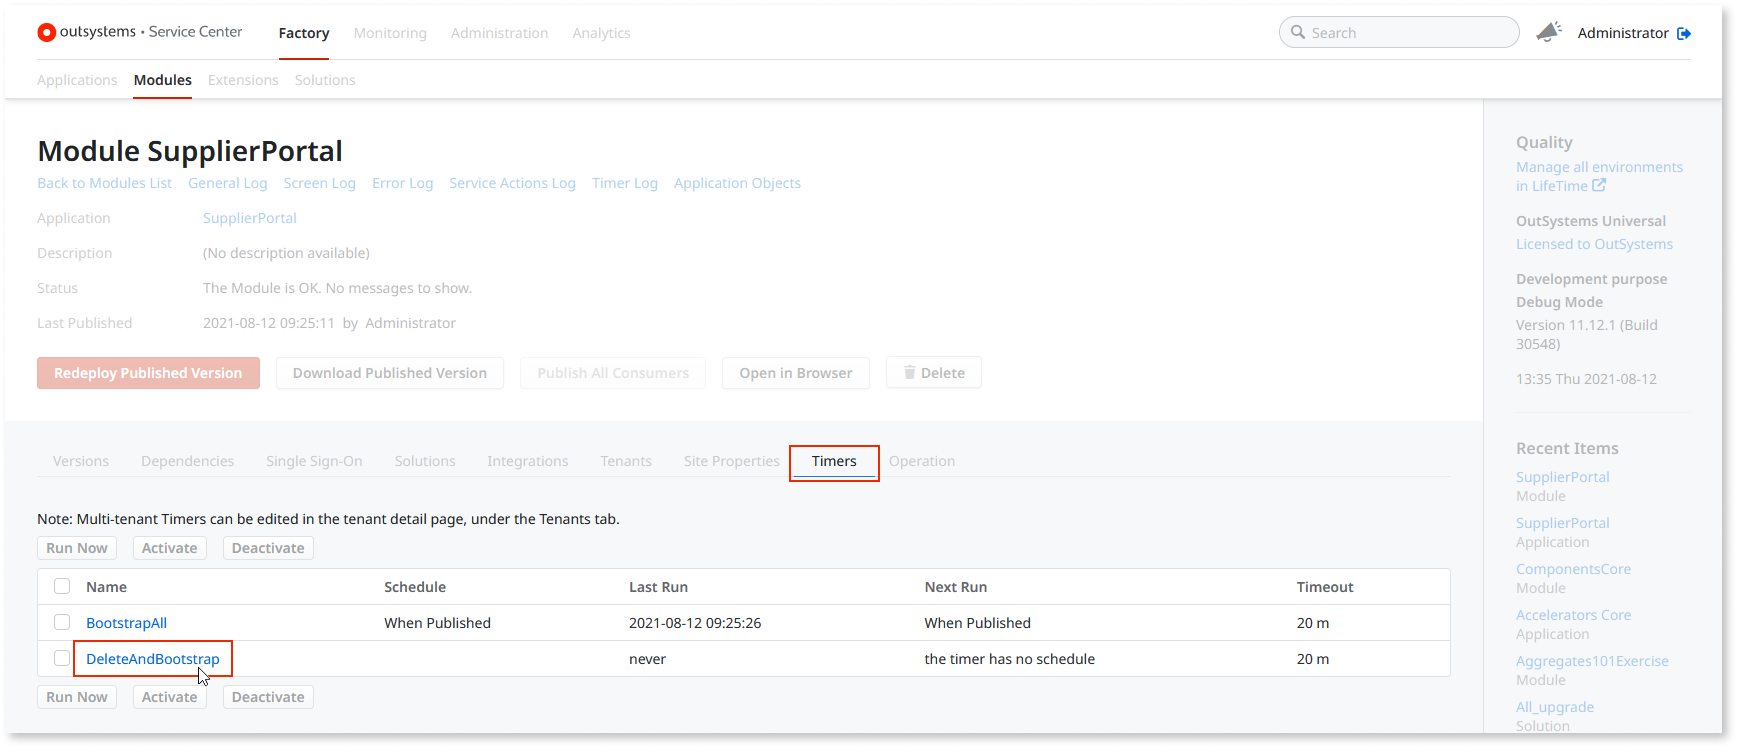 outsystems • Service Center Factory Monitoring Administration Analytics Search Administrator
Applications Modules Extensions Solutions
Module SupplierPortal
Back to Modules List General Log Screen Log Error Log Service Actions Log Timer Log Application Objects
Application SupplierPortal
Description (No description available)
Status The Module is OK. No messages to show.
Last Published 2021-08-12 09:25:11 by Administrator
Redeploy Published Version Download Published Version Publish All Consumers Open in Browser Delete
Versions Dependencies Single Sign-On Solutions Integrations Tenants Site Properties Timers Operation
Note: Multi-tenant Timers can be edited in the tenant detail page, under the Tenants tab.
Run Now Activate Deactivate
Name Schedule Last Run Next Run Timeout
BootstrapAll When Published 2021-08-12 09:25:26 When Published 20 m
DeleteAndBootstrap never the timer has no schedule 20 m
Run Now Activate Deactivate
Quality
Manage all environments
in LifeTime
OutSystems Universal
Licensed to OutSystems
Development purpose
Debug Mode
Version 11.12.1 (Build
30548)
13:35 Thu 2021-08-12
Recent Items
SupplierPortal
Module
SupplierPortal
Application
ComponentsCore
Module
Accelerators Core
Application
Aggregates101Exercise
Module
All_upgrade
Solution